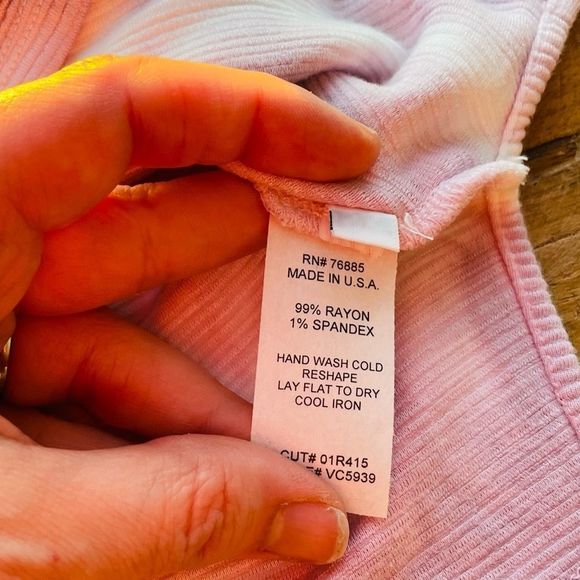 RN# 76885
MADE IN U.S.A.
99% RAYON
1% SPANDEX
HAND WASH COLD
RESHAPE
LAY FLAT TO DRY
COOL IRON
CUT# 01R415
VC5939